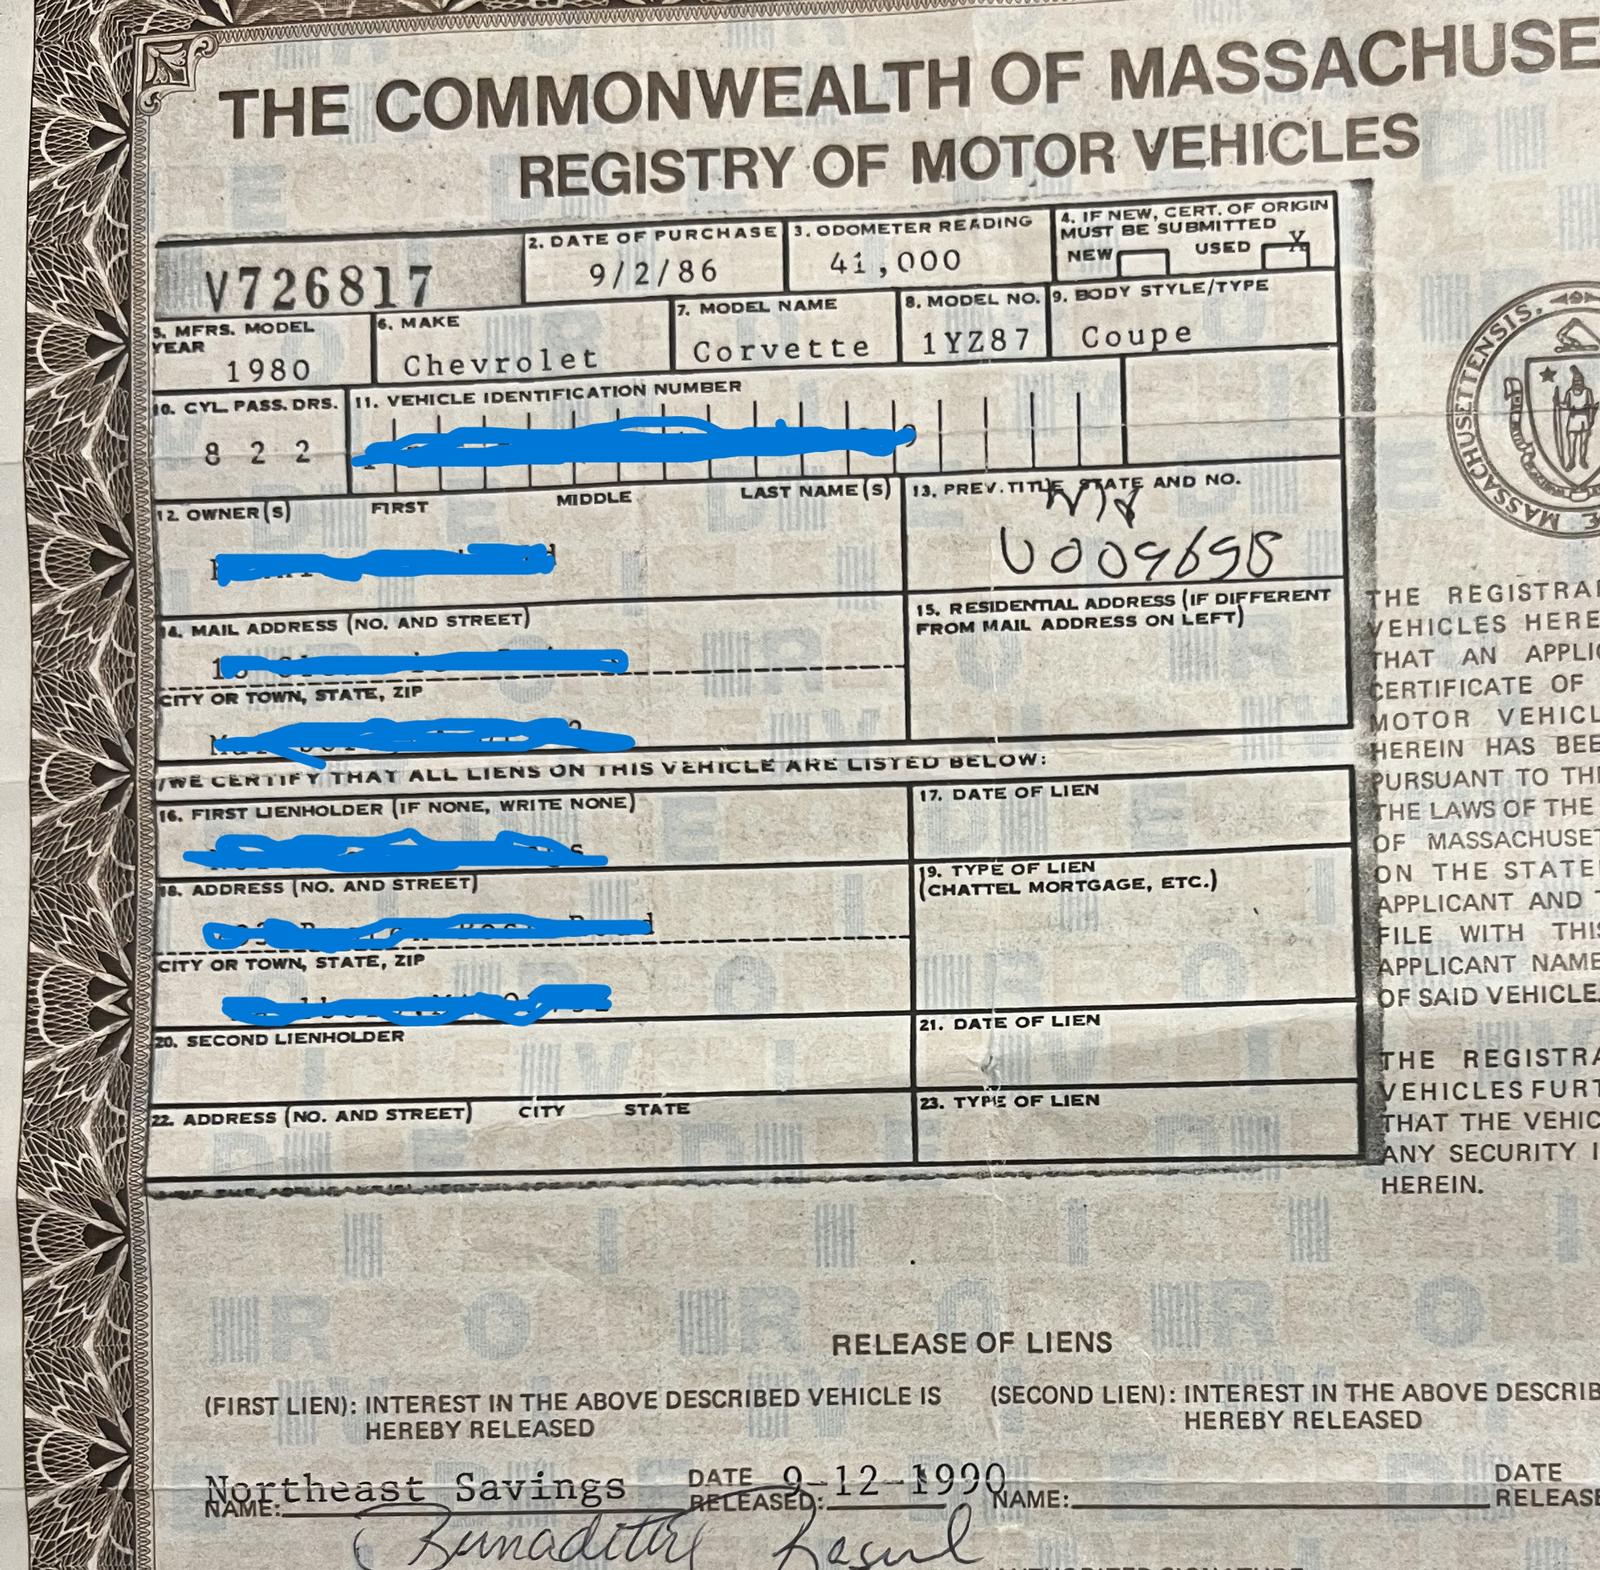 THE COMMONWEALTH OF MASSACHUSE
REGISTRY OF MOTOR VEHICLES
V726817
2. DATE OF PURCHASE
9/2/86
3. ODOMETER READING
41,000
4. IF NEW, CERT. OF ORIGIN
MUST BE SUBMITTED
NEW USED X
5. MFRS. MODEL
YEAR 1980
6. MAKE
Chevrolet
7. MODEL NAME
Corvette
8. MODEL NO.
1YZ87
9. BODY STYLE/TYPE
Coupe
10. CYL. PASS. DRS.
8 2 2
11. VEHICLE IDENTIFICATION NUMBER
12. OWNER(S) FIRST MIDDLE LAST NAME(S)
13. PREV. TITLE STATE AND NO.
U009698
14. MAIL ADDRESS (NO. AND STREET)
CITY OR TOWN, STATE, ZIP
15. RESIDENTIAL ADDRESS (IF DIFFERENT
FROM MAIL ADDRESS ON LEFT)
/WE CERTIFY THAT ALL LIENS ON THIS VEHICLE ARE LISTED BELOW:
16. FIRST LIENHOLDER (IF NONE, WRITE NONE)
17. DATE OF LIEN
18. ADDRESS (NO. AND STREET)
CITY OR TOWN, STATE, ZIP
19. TYPE OF LIEN
(CHATTEL MORTGAGE, ETC.)
20. SECOND LIENHOLDER
21. DATE OF LIEN
22. ADDRESS (NO. AND STREET) CITY STATE
23. TYPE OF LIEN
MASSACHUSETTENSIS.
THE REGISTRA
VEHICLES HERE
THAT AN APPLIC
CERTIFICATE OF
MOTOR VEHICL
HEREIN HAS BEE
PURSUANT TO THE
THE LAWS OF THE
OF MASSACHUSET
ON THE STATE
APPLICANT AND T
FILE WITH THIS
APPLICANT NAME
OF SAID VEHICLE.
THE REGISTRA
VEHICLES FURT
THAT THE VEHIC
ANY SECURITY I
HEREIN.
RELEASE OF LIENS
(FIRST LIEN): INTEREST IN THE ABOVE DESCRIBED VEHICLE IS
HEREBY RELEASED
(SECOND LIEN): INTEREST IN THE ABOVE DESCRIB
HEREBY RELEASED
NAME: Northeast Savings DATE RELEASED: 9-12-1990
NAME: DATE
RELEASE